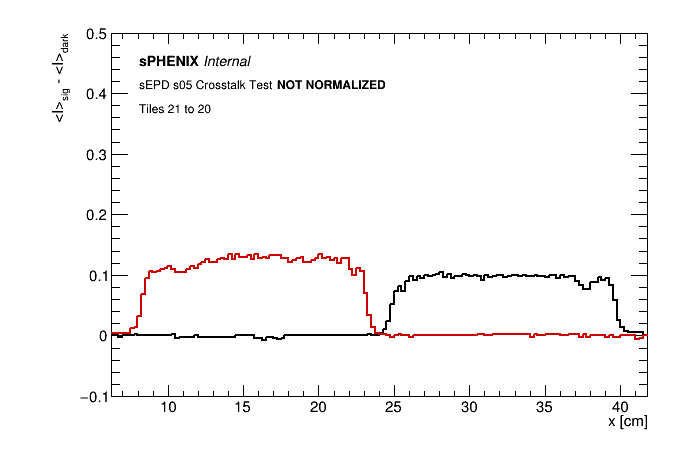 <I>sig - <I>dark
0.5
0.4
0.3
0.2
0.1
0
−0.1
sPHENIX Internal
sEPD s05 Crosstalk Test NOT NORMALIZED
Tiles 21 to 20
10 15 20 25 30 35 40
x [cm]